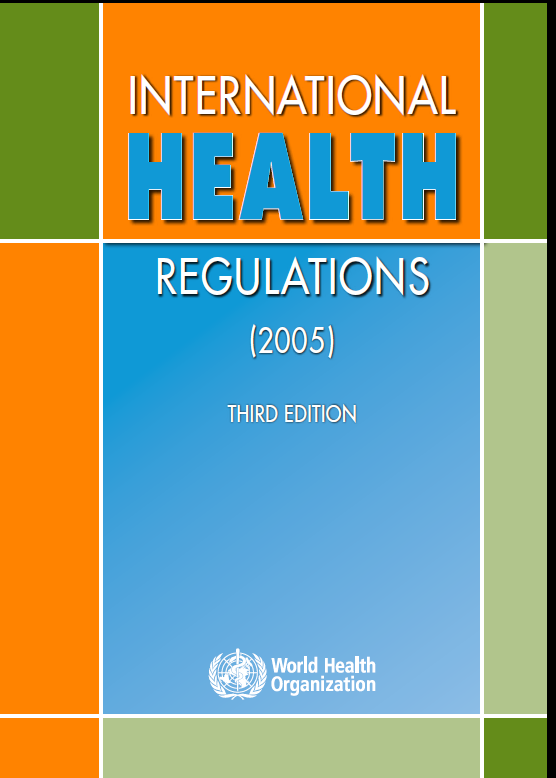 INTERNATIONAL
HEALTH
REGULATIONS
(2005)
THIRD EDITION
World Health
Organization